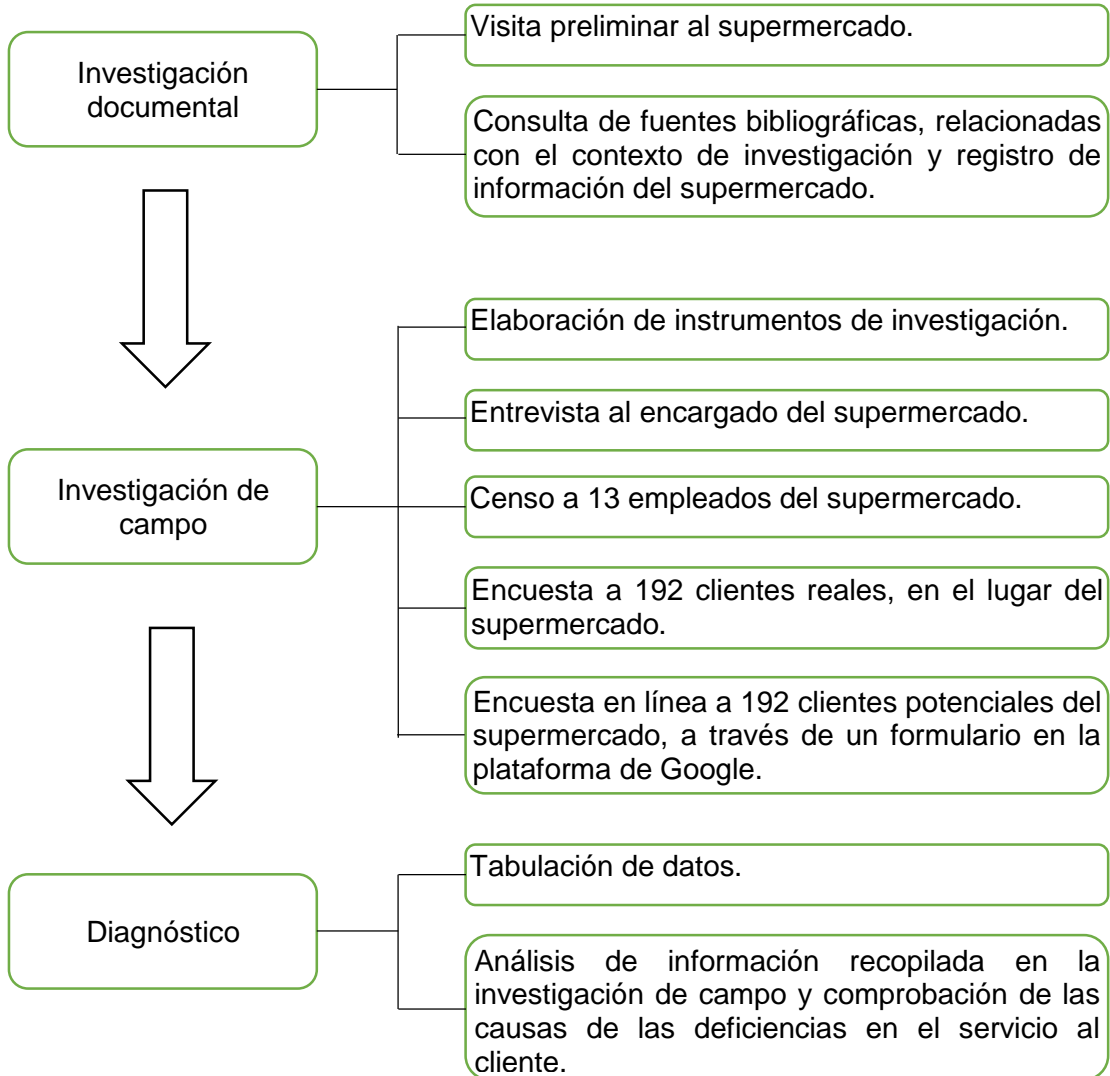 Investigación
documental
Visita preliminar al supermercado.
Consulta de fuentes bibliográficas, relacionadas
con el contexto de investigación y registro de
información del supermercado.
Investigación de
campo
Elaboración de instrumentos de investigación.
Entrevista al encargado del supermercado.
Censo a 13 empleados del supermercado.
Encuesta a 192 clientes reales, en el lugar del
supermercado.
Encuesta en línea a 192 clientes potenciales del
supermercado, a través de un formulario en la
plataforma de Google.
Diagnóstico
Tabulación de datos.
Análisis de información recopilada en la
investigación de campo y comprobación de las
causas de las deficiencias en el servicio al
cliente.